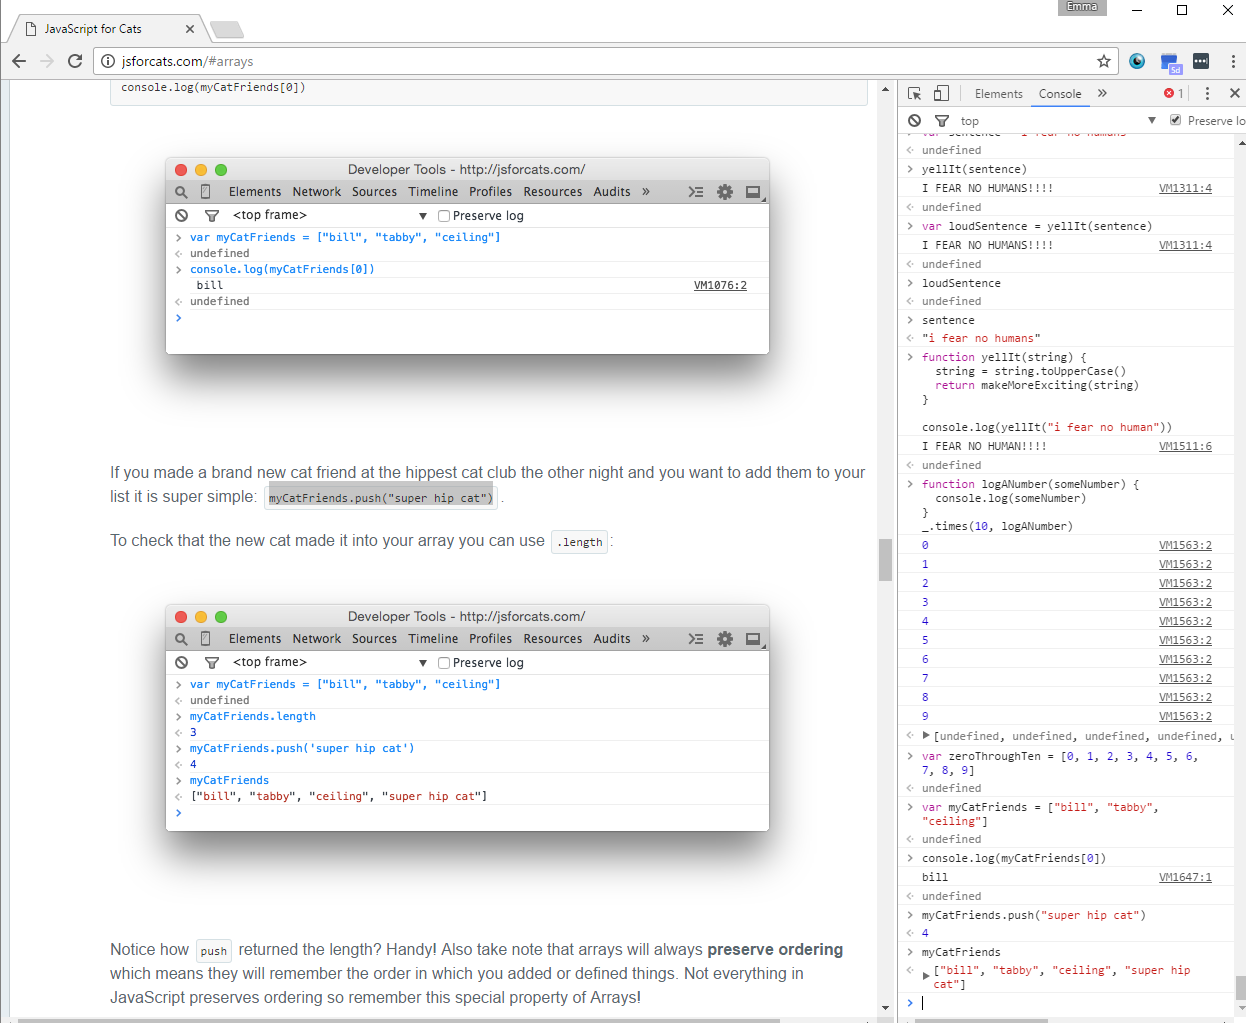 Emma
JavaScript for Cats
jsforcats.com/#arrays
console.log(myCatFriends[0])
Developer Tools - http://jsforcats.com/
Elements Network Sources Timeline Profiles Resources Audits »
<top frame> Preserve log
var myCatFriends = ["bill", "tabby", "ceiling"]
undefined
console.log(myCatFriends[0])
bill VM1076:2
undefined
If you made a brand new cat friend at the hippest cat club the other night and you want to add them to your
list it is super simple: myCatFriends.push("super hip cat") .
To check that the new cat made it into your array you can use .length :
Developer Tools - http://jsforcats.com/
Elements Network Sources Timeline Profiles Resources Audits »
<top frame> Preserve log
var myCatFriends = ["bill", "tabby", "ceiling"]
undefined
myCatFriends.length
3
myCatFriends.push('super hip cat')
4
myCatFriends
["bill", "tabby", "ceiling", "super hip cat"]
Notice how push returned the length? Handy! Also take note that arrays will always preserve ordering
which means they will remember the order in which you added or defined things. Not everything in
JavaScript preserves ordering so remember this special property of Arrays!
Sd
Elements Console » 1
top Preserve lo
var sentence = "i fear no humans"
undefined
yellIt(sentence)
I FEAR NO HUMANS!!!! VM1311:4
undefined
var loudSentence = yellIt(sentence)
I FEAR NO HUMANS!!!! VM1311:4
undefined
loudSentence
undefined
sentence
"i fear no humans"
function yellIt(string) {
string = string.toUpperCase()
return makeMoreExciting(string)
}
console.log(yellIt("i fear no human"))
I FEAR NO HUMAN!!!! VM1511:6
undefined
function logANumber(someNumber) {
console.log(someNumber)
}
_.times(10, logANumber)
0 VM1563:2
1 VM1563:2
2 VM1563:2
3 VM1563:2
4 VM1563:2
5 VM1563:2
6 VM1563:2
7 VM1563:2
8 VM1563:2
9 VM1563:2
[undefined, undefined, undefined, undefined, u
var zeroThroughTen = [0, 1, 2, 3, 4, 5, 6,
7, 8, 9]
undefined
var myCatFriends = ["bill", "tabby",
"ceiling"]
undefined
console.log(myCatFriends[0])
bill VM1647:1
undefined
myCatFriends.push("super hip cat")
4
myCatFriends
["bill", "tabby", "ceiling", "super hip
cat"]